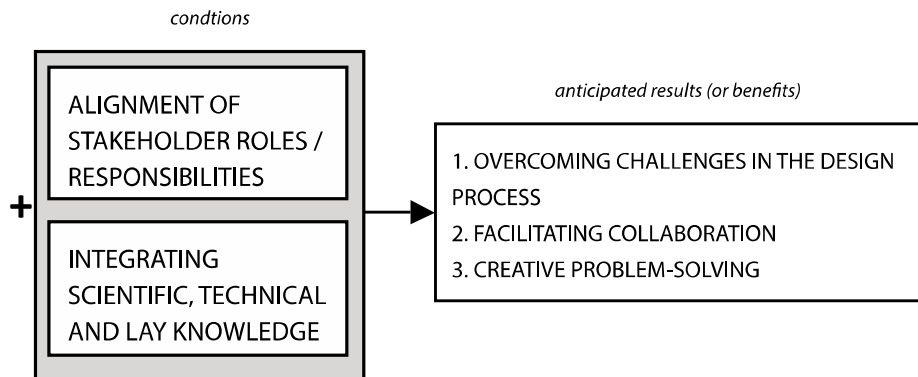 condtions
ALIGNMENT OF
STAKEHOLDER ROLES /
RESPONSIBILITIES
+
INTEGRATING
SCIENTIFIC, TECHNICAL
AND LAY KNOWLEDGE
anticipated results (or benefits)
1. OVERCOMING CHALLENGES IN THE DESIGN
PROCESS
2. FACILITATING COLLABORATION
3. CREATIVE PROBLEM-SOLVING